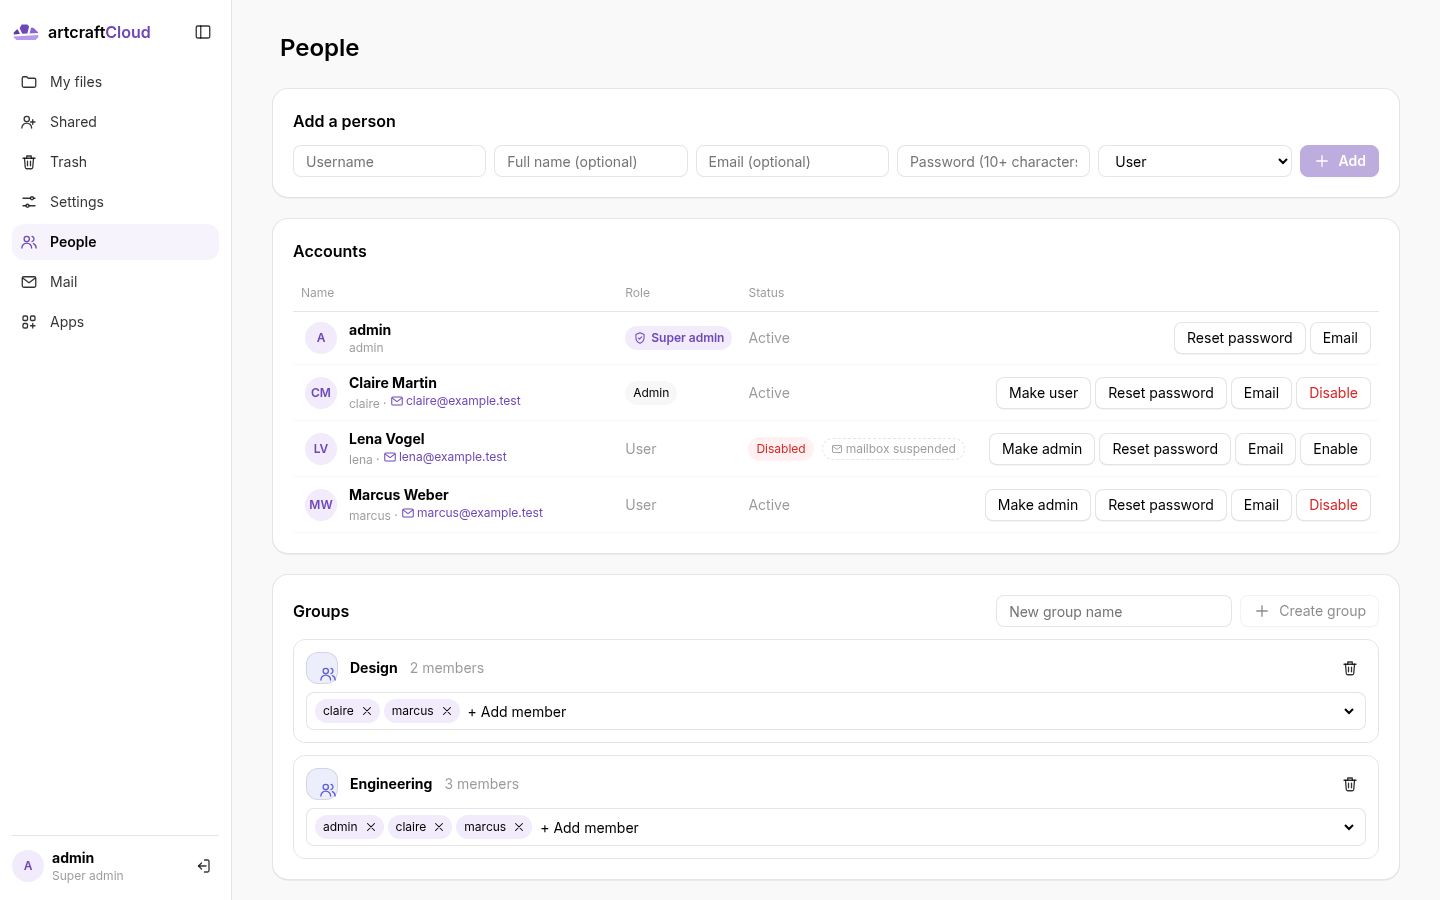 artcraftCloud
My files
Shared
Trash
Settings
People
Mail
Apps
A
admin
Super admin
People
Add a person
Username Full name (optional) Email (optional) Password (10+ characters User Add
Accounts
Name Role Status
A admin Super admin Active Reset password Email
admin
CM Claire Martin Admin Active Make user Reset password Email Disable
claire · claire@example.test
LV Lena Vogel User Disabled mailbox suspended Make admin Reset password Email Enable
lena · lena@example.test
MW Marcus Weber User Active Make admin Reset password Email Disable
marcus · marcus@example.test
Groups New group name Create group
Design 2 members
claire marcus + Add member
Engineering 3 members
admin claire marcus + Add member